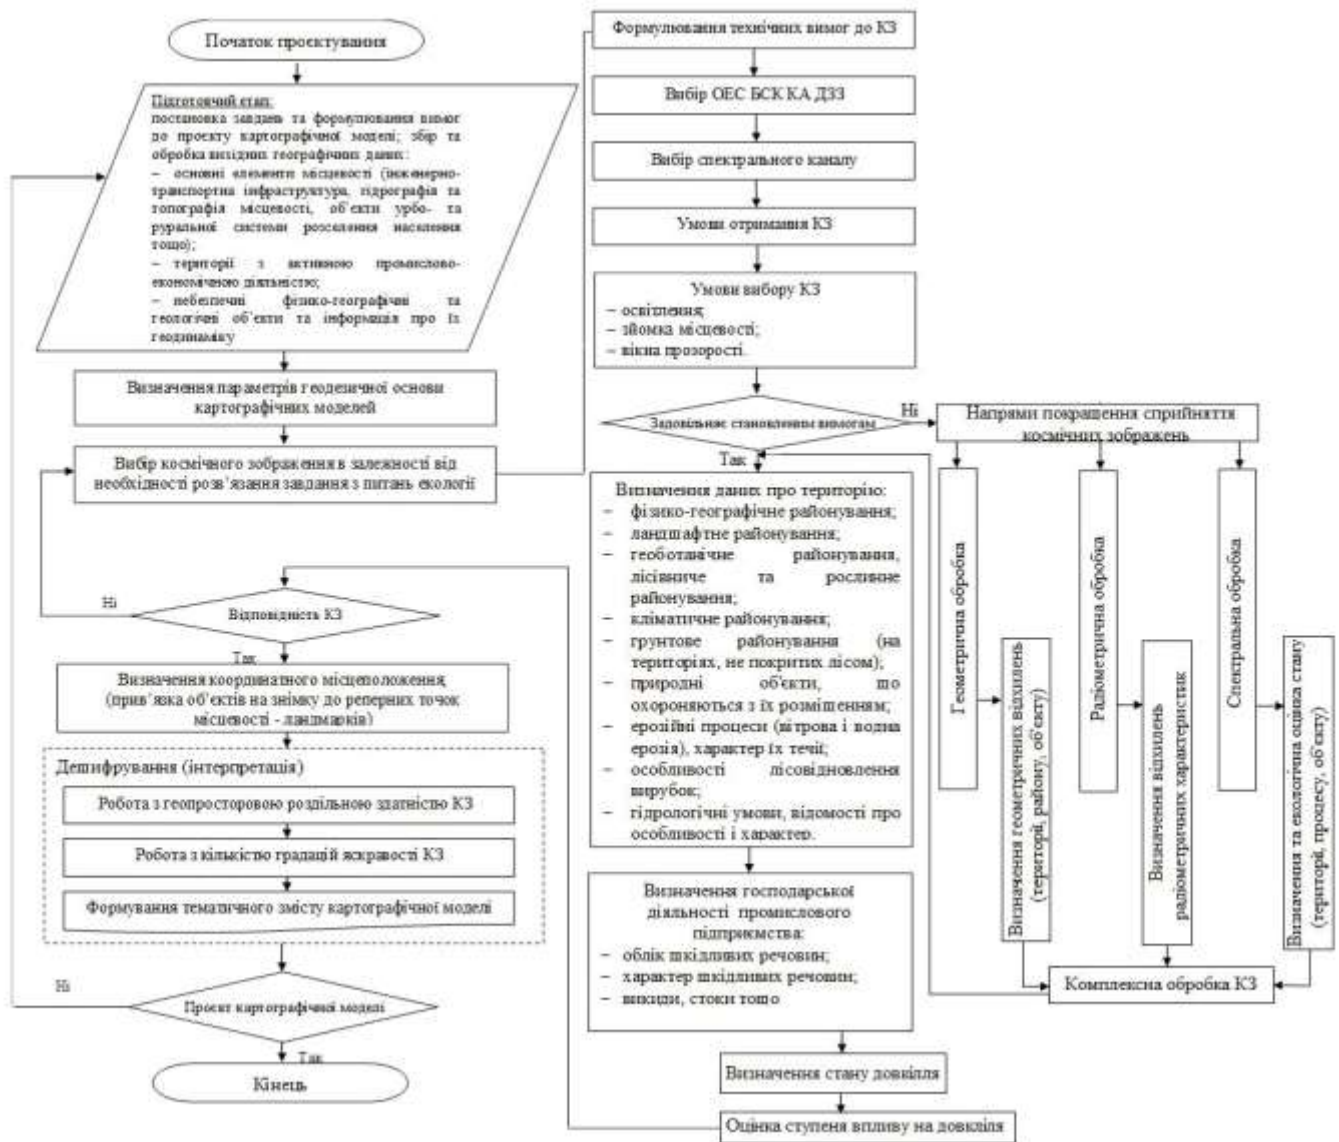 Початок проєктування
Підготовчий етап:
постановка завдань та формулювання вимог
до проєкту картографічної моделі; збір та
обробка вихідних географічних даних:
– основні елементи місцевості (інженерно-
транспортна інфраструктура, гідрографія та
топографія місцевості, об'єкти урбо- та
руральної системи розселення населення
тощо);
– території з активною промислово-
економічною діяльністю;
– небезпечні фізико-географічні та
геологічні об'єкти та інформація про їх
геодинаміку
Визначення параметрів геодезичної основи
картографічних моделей
Вибір космічного зображення в залежності від
необхідності розв'язання завдання з питань екології
Ні
Відповідність КЗ
Так
Визначення координатного місцеположення,
(прив'язка об'єктів на знімку до реперних точок
місцевості - ландмарків)
Дешифрування (інтерпретація)
Робота з геопросторовою роздільною здатністю КЗ
Робота з кількістю градацій яскравості КЗ
Формування тематичного змісту картографічної моделі
Ні
Проєкт картографічної моделі
Так
Кінець
Формулювання технічних вимог до КЗ
Вибір ОЕС БСК КА ДЗЗ
Вибір спектрального каналу
Умови отримання КЗ
Умови вибору КЗ
– освітлення;
– зйомка місцевості;
– вікна прозорості.
Задовільняє становленим вимогам
Ні
Так
Визначення даних про територію:
– фізико-географічне районування;
– ландшафтне районування;
– геоботанічне районування,
лісівниче та рослинне
районування;
– кліматичне районування;
– грунтове районування (на
територіях, не покритих лісом);
– природні об'єкти, що
охороняються з їх розміщенням;
– ерозійні процеси (вітрова і водна
ерозія), характер їх течії;
– особливості лісовідновлення
вирубок;
– гідрологічні умови, відомості про
особливості і характер.
Визначення господарської
діяльності промислового
підприємства:
– облік шкідливих речовин;
– характер шкідливих речовин;
– викиди, стоки тощо
Визначення стану довкілля
Оцінка ступеня впливу на довкілля
Напрями покращення сприйняття
космічних зображень
Геометрична обробка
Визначення геометричних відхилень
(території, району, об'єкту)
Радіометрична обробка
Визначення відхилень
радіометричних характеристик
Спектральна обробка
Визначення та екологічна оцінка стану
(території, процесу, об'єкту)
Комплексна обробка КЗ